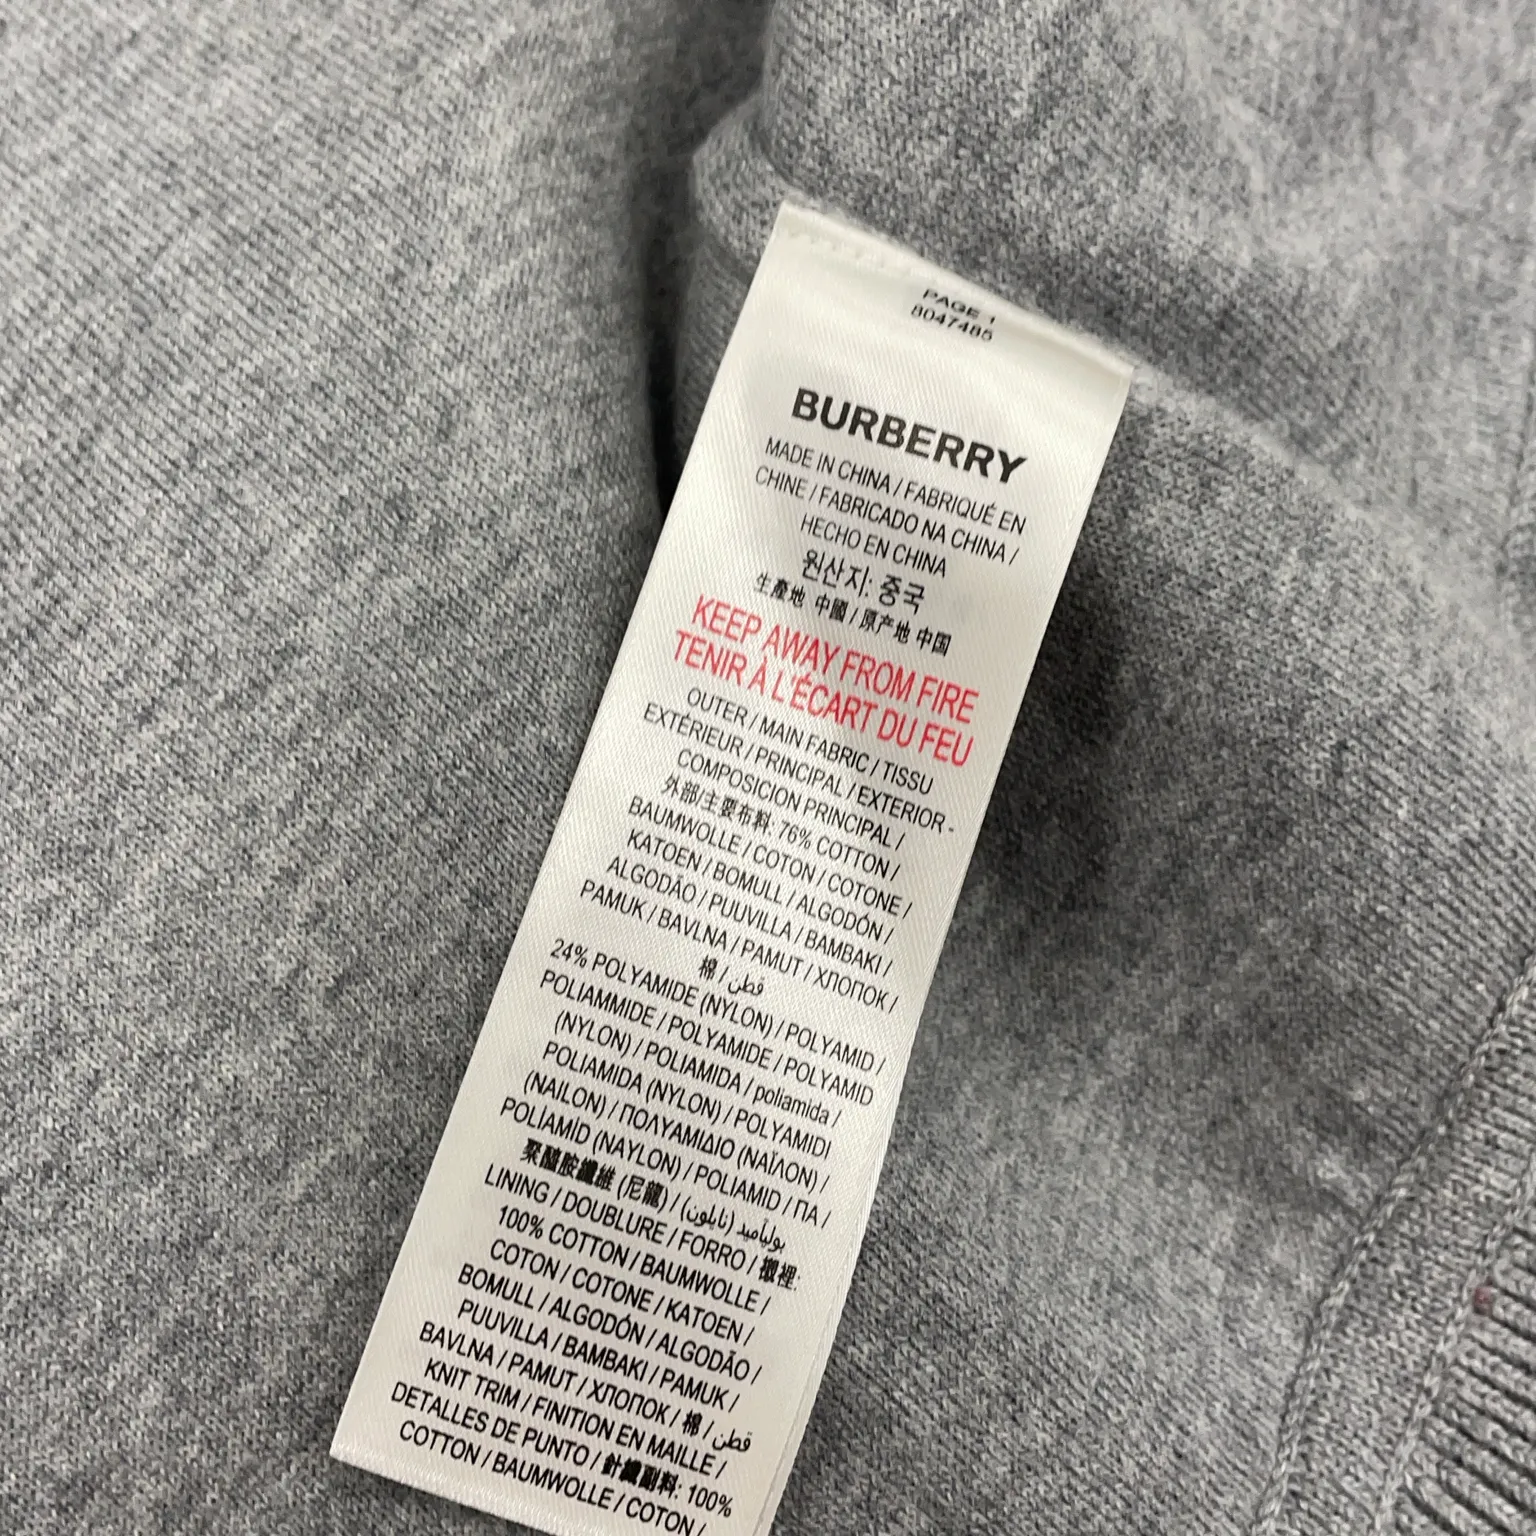 PAGE 1
8047485
BURBERRY
MADE IN CHINA / FABRIQUÉ EN
CHINE / FABRICADO NA CHINA /
HECHO EN CHINA
원산지: 중국
生產地 中國 / 原产地 中国
KEEP AWAY FROM FIRE
TENIR À L'ÉCART DU FEU
OUTER / MAIN FABRIC / TISSU
EXTÉRIEUR / PRINCIPAL / EXTERIOR -
COMPOSICION PRINCIPAL /
外部/主要布料: 76% COTTON /
BAUMWOLLE / COTON / COTONE /
KATOEN / BOMULL / ALGODÓN /
ALGODÃO / PUUVILLA / BAMBAKI /
PAMUK / BAVLNA / PAMUT / ХЛОПОК /
棉 / قطن
24% POLYAMIDE (NYLON) / POLYAMID /
POLIAMMIDE / POLYAMIDE / POLYAMID
(NYLON) / POLIAMIDA / poliamida /
POLIAMIDA (NYLON) / POLYAMIDI
(NAILON) / ΠΟΛΥΑΜΙΔΙΟ (ΝΑΪΛΟΝ) /
POLİAMİD (NAYLON) / POLIAMID / ПА /
聚醯胺纖維 (尼龍) / بولياميد (نايلون)
LINING / DOUBLURE / FORRO / 襯裡:
100% COTTON / BAUMWOLLE /
COTON / COTONE / KATOEN /
BOMULL / ALGODÓN / ALGODÃO /
PUUVILLA / BAMBAKI / PAMUK /
BAVLNA / PAMUT / ХЛОПОК / 棉 / قطن
KNIT TRIM / FINITION EN MAILLE /
DETALLES DE PUNTO / 針織副料: 100%
COTTON / BAUMWOLLE / COTON /